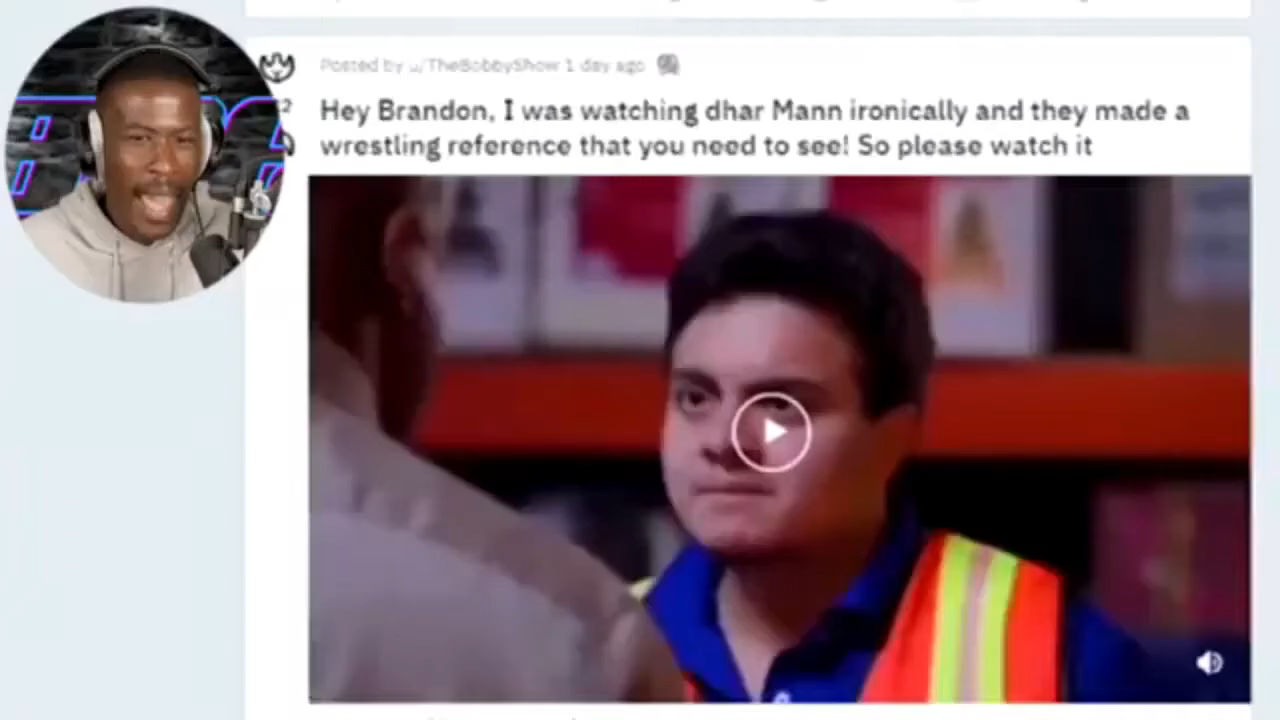 Posted by u/TheBobbyShow 1 day ago
Hey Brandon, I was watching dhar Mann ironically and they made a
wrestling reference that you need to see! So please watch it